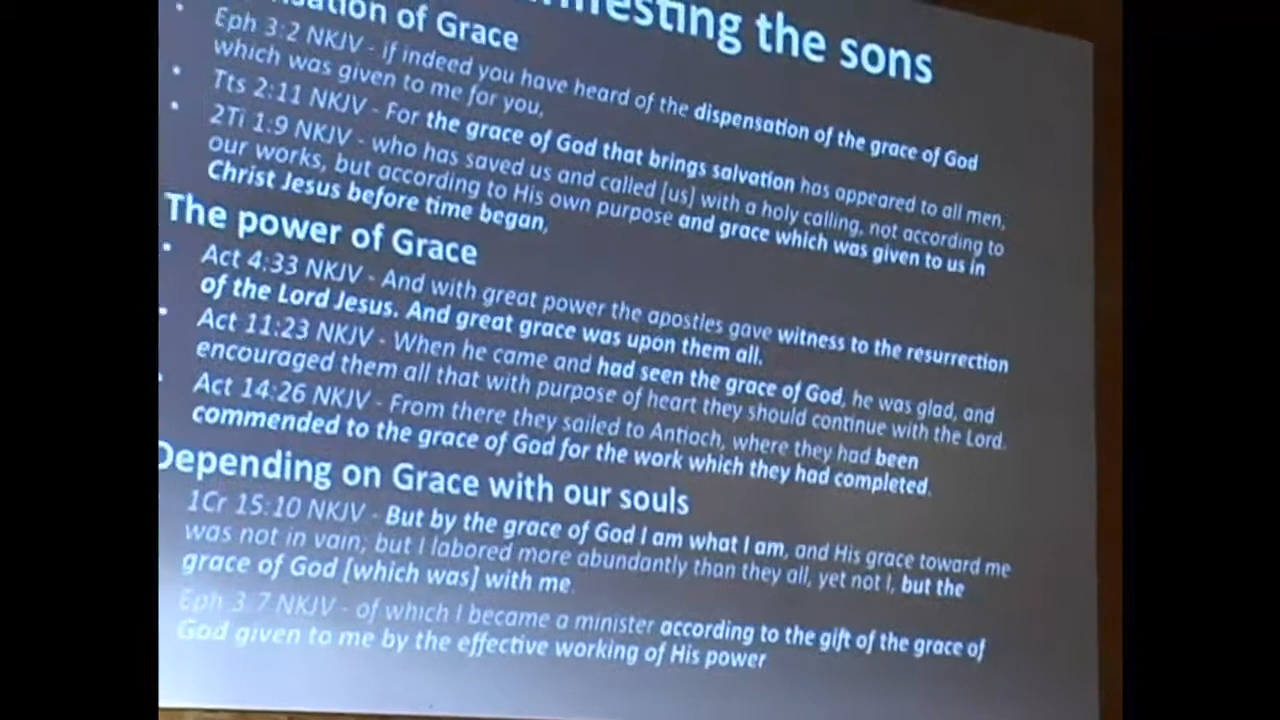 esting the sons
sation of Grace
• Eph 3:2 NKJV - if indeed you have heard of the dispensation of the grace of God
which was given to me for you,
• Tts 2:11 NKJV - For the grace of God that brings salvation has appeared to all men,
• 2Ti 1:9 NKJV - who has saved us and called [us] with a holy calling, not according to
our works, but according to His own purpose and grace which was given to us in
Christ Jesus before time began,
The power of Grace
• Act 4:33 NKJV - And with great power the apostles gave witness to the resurrection
of the Lord Jesus. And great grace was upon them all.
• Act 11:23 NKJV - When he came and had seen the grace of God, he was glad, and
encouraged them all that with purpose of heart they should continue with the Lord.
• Act 14:26 NKJV - From there they sailed to Antioch, where they had been
commended to the grace of God for the work which they had completed.
Depending on Grace with our souls
1Cr 15:10 NKJV - But by the grace of God I am what I am, and His grace toward me
was not in vain; but I labored more abundantly than they all, yet not I, but the
grace of God [which was] with me.
Eph 3:7 NKJV - of which I became a minister according to the gift of the grace of
God given to me by the effective working of His power